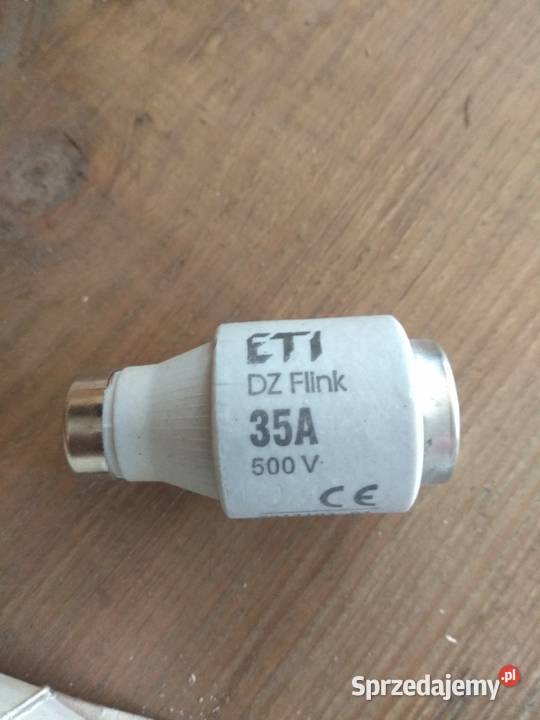 ETI
DZ Flink
35A
500 V
CE
Sprzedajemy.pl